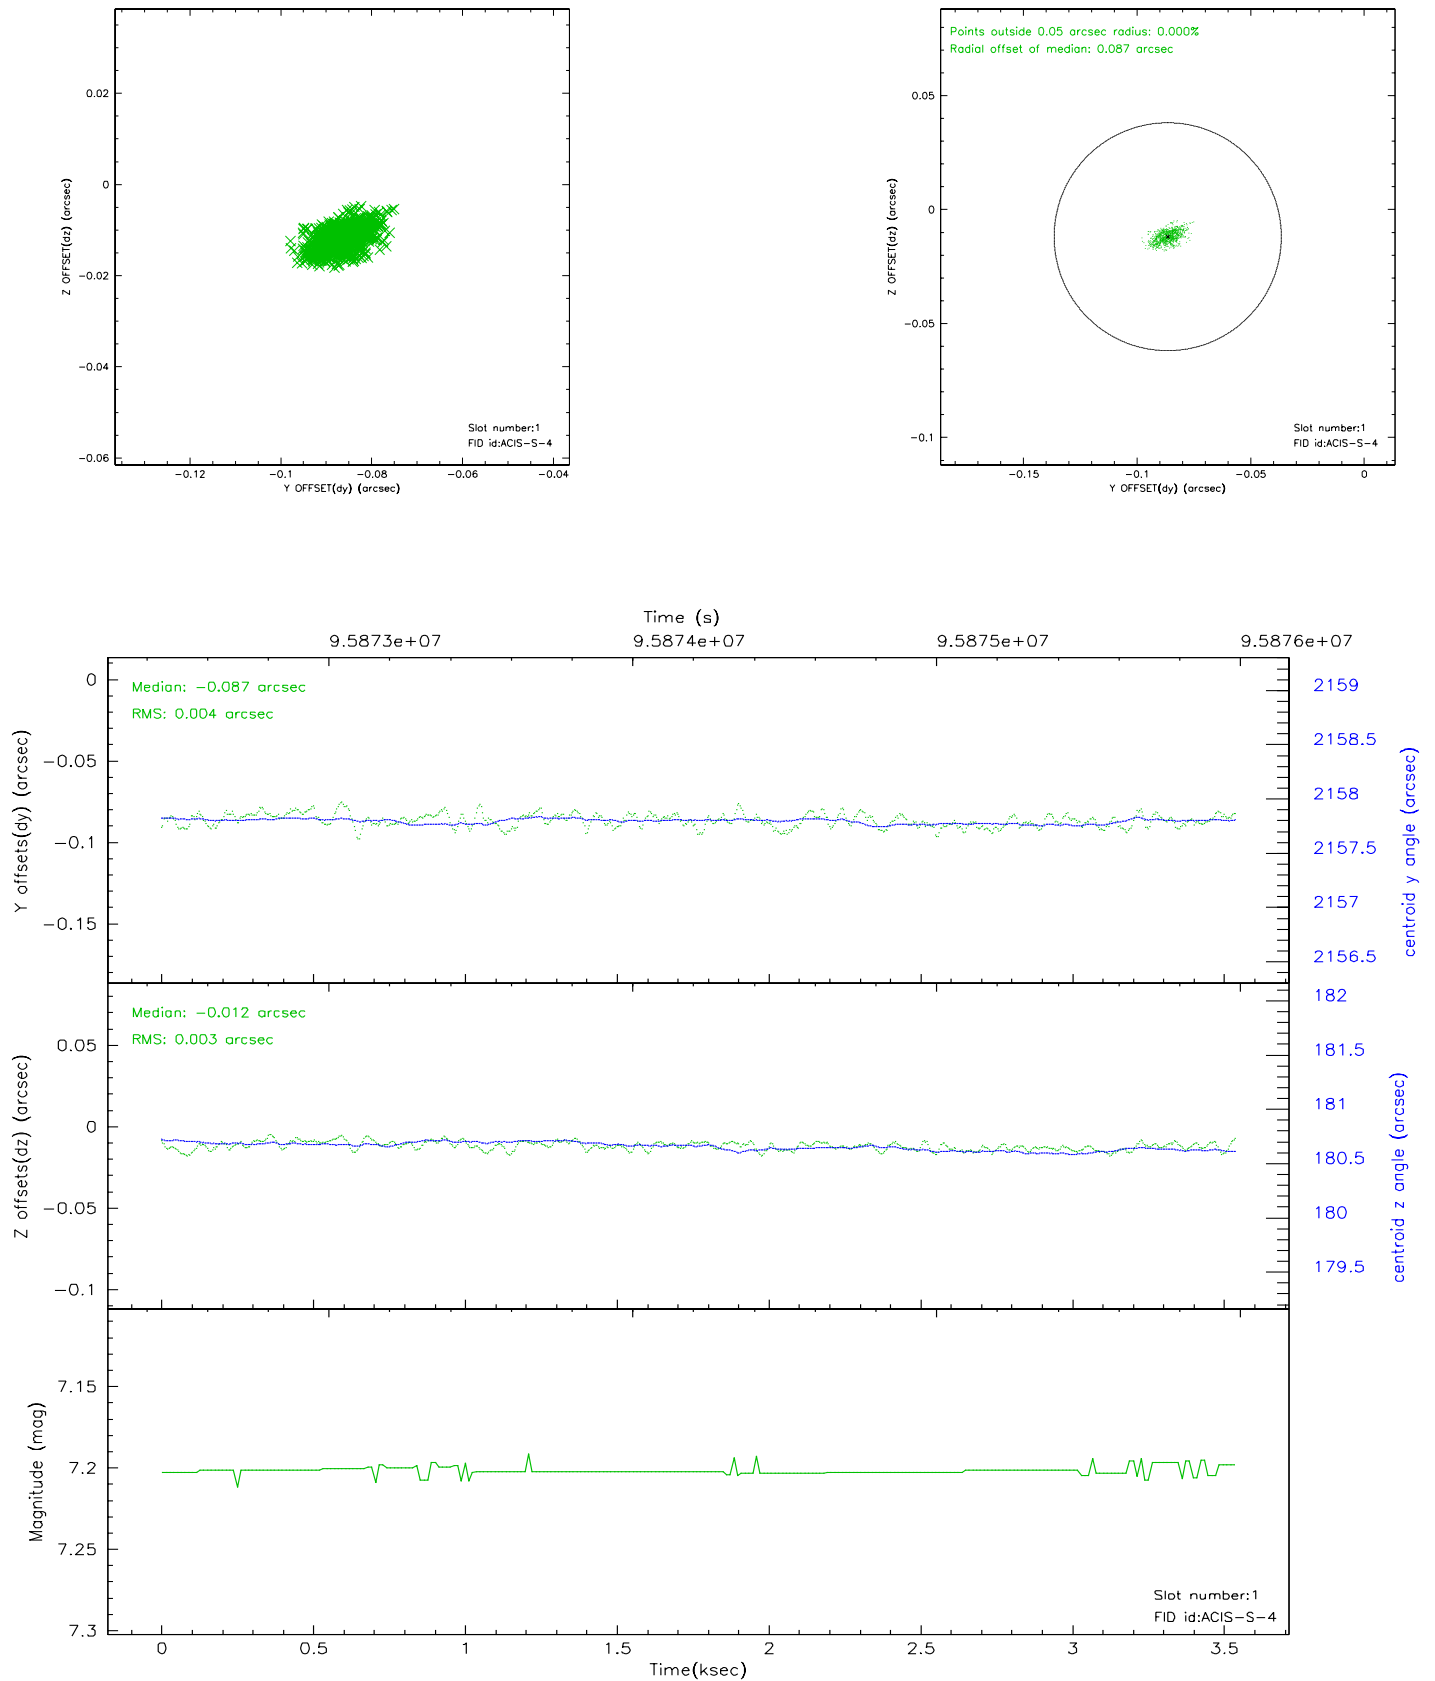 0.02
0
−0.02
−0.04
−0.06
Z OFFSET(dz) (arcsec)
Slot number:1
FID id:ACIS−S−4
−0.12
−0.1
−0.08
−0.06
−0.04
Y OFFSET(dy) (arcsec)
Points outside 0.05 arcsec radius: 0.000%
Radial offset of median: 0.087 arcsec
0.05
0
−0.05
−0.1
Z OFFSET(dz) (arcsec)
Slot number:1
FID id:ACIS−S−4
−0.15
−0.1
−0.05
0
Y OFFSET(dy) (arcsec)
Time (s)
9.5873e+07
9.5874e+07
9.5875e+07
9.5876e+07
Median: −0.087 arcsec
RMS: 0.004 arcsec
0
−0.05
−0.1
−0.15
Y offsets(dy) (arcsec)
2159
2158.5
2158
2157.5
2157
2156.5
centroid y angle (arcsec)
Median: −0.012 arcsec
RMS: 0.003 arcsec
0.05
0
−0.05
−0.1
Z offsets(dz) (arcsec)
182
181.5
181
180.5
180
179.5
centroid z angle (arcsec)
7.15
7.2
7.25
7.3
Magnitude (mag)
Slot number:1
FID id:ACIS−S−4
0
0.5
1
1.5
2
2.5
3
3.5
Time(ksec)